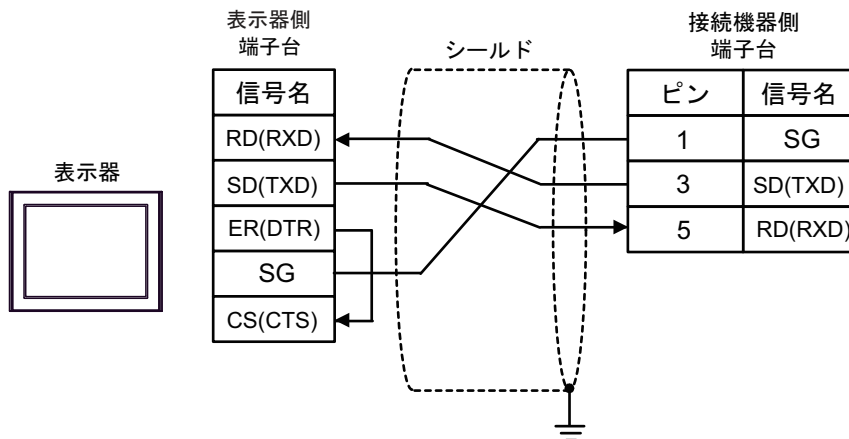 表示器側
端子台
シールド
接続機器側
端子台
信号名
ピン 信号名
RD(RXD)
1 SG
表示器
SD(TXD)
3 SD(TXD)
ER(DTR)
5 RD(RXD)
SG
CS(CTS)